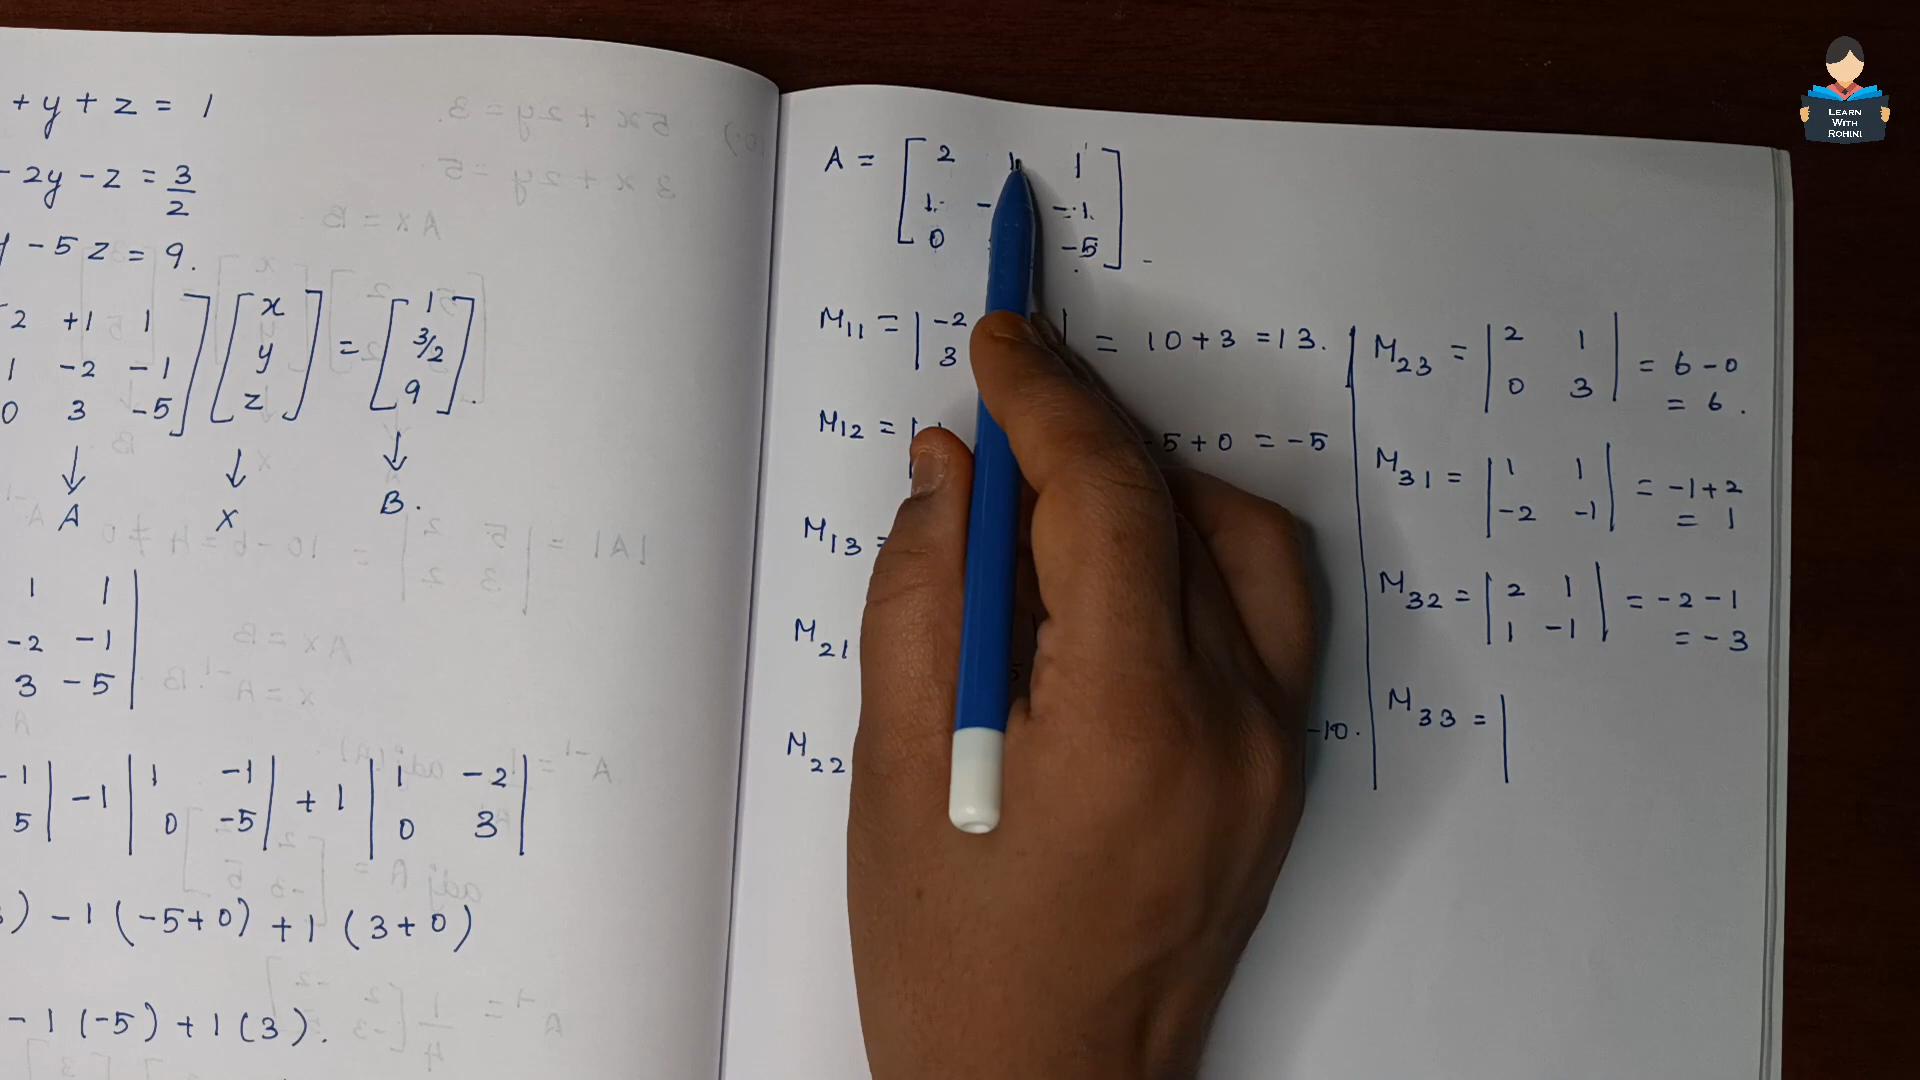 + y + z = 1
- 2y - z = 3/2
- 5z = 9.
2 +1 1 x 1
1 -2 -1 y = 3/2
0 3 -5 z 9 .
↓ ↓ ↓
A X B.
1 1
-2 -1
3 -5
-1 | -1 | 1 -1 | + 1 | 1 -2 |
5 | 0 -5 | 0 3 |
) - 1 (-5+0) + 1 (3+0)
- 1 (-5) + 1 (3).
A = [ 2 1 1
1 - -1
0 -5 ]
M11 = | -2
3 | = 10 + 3 = 13.
M12 = | -5 + 0 = -5
M13 =
M21
M22 -10.
M23 = | 2 1 | = 6 - 0
0 3 = 6.
M31 = | 1 1 | = -1+2
-2 -1 = 1
M32 = | 2 1 | = -2 -1
1 -1 = -3
M33 = |
LEARN
WITH
ROHINI